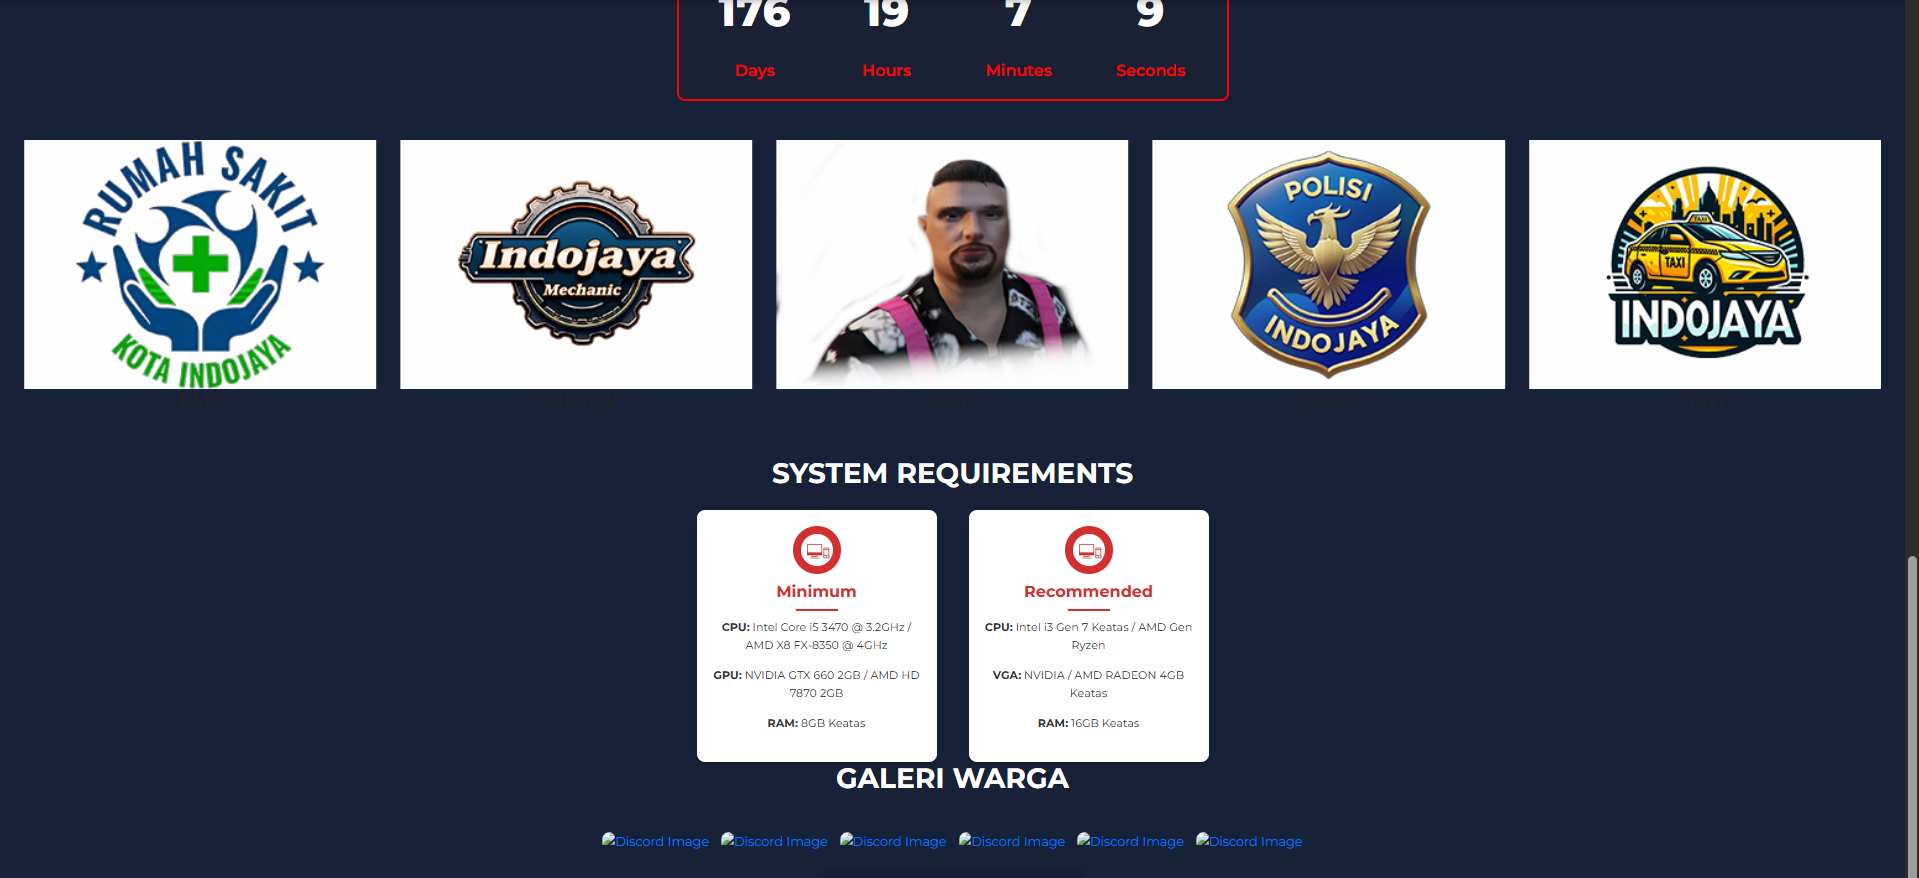 176 19 7 9
Days Hours Minutes Seconds
RUMAH SAKIT
KOTA INDOJAYA
Indojaya
Mechanic
POLISI
INDOJAYA
TAXI
TAXI
INDOJAYA
EMS Mekanik Resto Polisi Taxi
SYSTEM REQUIREMENTS
Minimum
CPU: Intel Core i5 3470 @ 3.2GHz /
AMD X8 FX-8350 @ 4GHz
GPU: NVIDIA GTX 660 2GB / AMD HD
7870 2GB
RAM: 8GB Keatas
Recommended
CPU: Intel i3 Gen 7 Keatas / AMD Gen
Ryzen
VGA: NVIDIA / AMD RADEON 4GB
Keatas
RAM: 16GB Keatas
GALERI WARGA
Discord Image Discord Image Discord Image Discord Image Discord Image Discord Image